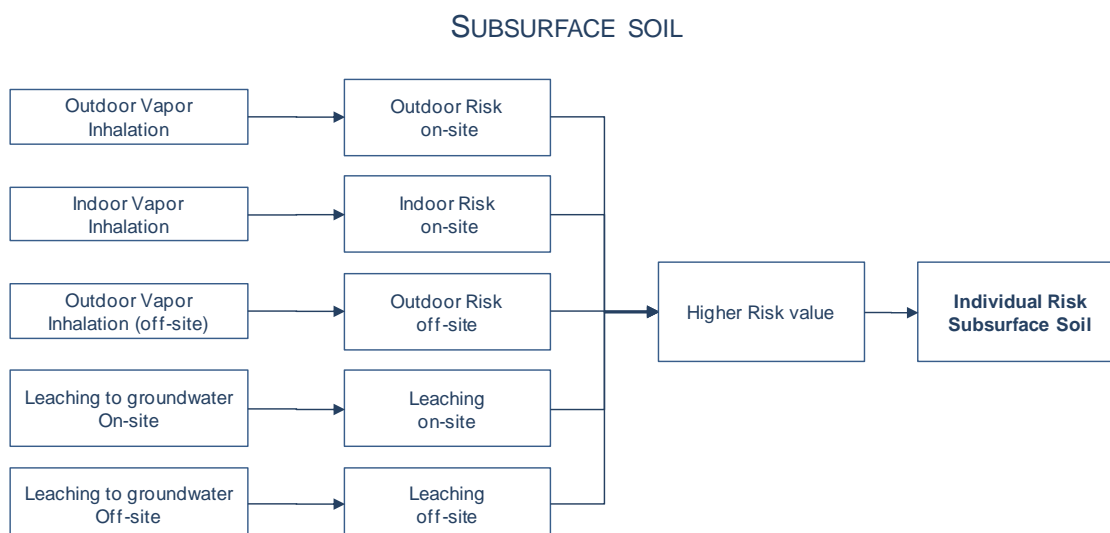 SUBSURFACE SOIL
Outdoor Vapor
Inhalation
Outdoor Risk
on-site
Indoor Vapor
Inhalation
Indoor Risk
on-site
Outdoor Vapor
Inhalation (off-site)
Outdoor Risk
off-site
Higher Risk value
Individual Risk
Subsurface Soil
Leaching to groundwater
On-site
Leaching
on-site
Leaching to groundwater
Off-site
Leaching
off-site